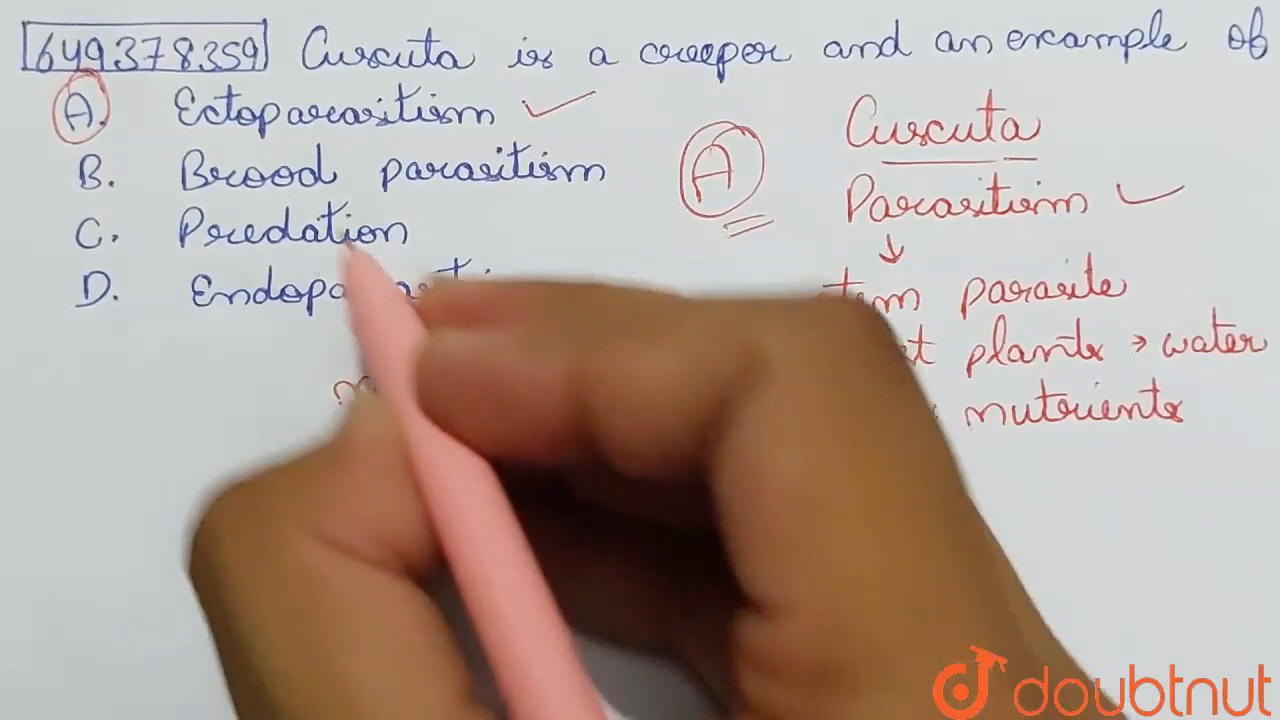 649378359 Cuscuta is a creeper and an example of
A. Ectoparasitism
B. Brood parasitism
C. Predation
D.
A
Cuscuta
Parasitism
parasite
plants → water
nutrients
doubtnut